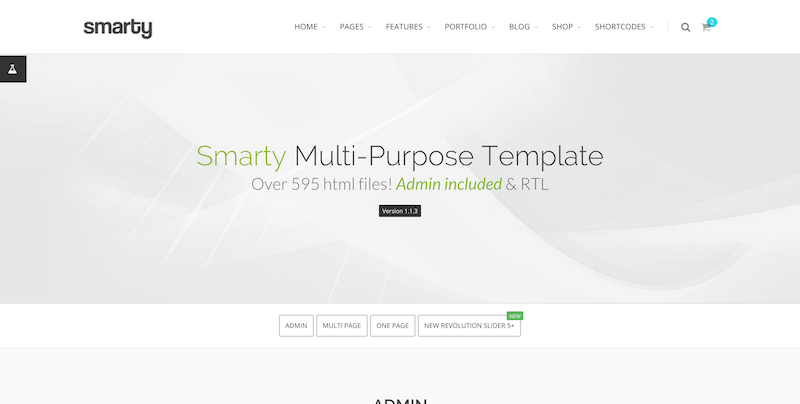 smarty
HOME PAGES FEATURES PORTFOLIO BLOG SHOP SHORTCODES 2
Smarty Multi-Purpose Template
Over 595 html files! Admin included & RTL
Version 1.1.3
NEW
ADMIN MULTI PAGE ONE PAGE NEW REVOLUTION SLIDER 5+
ADMIN